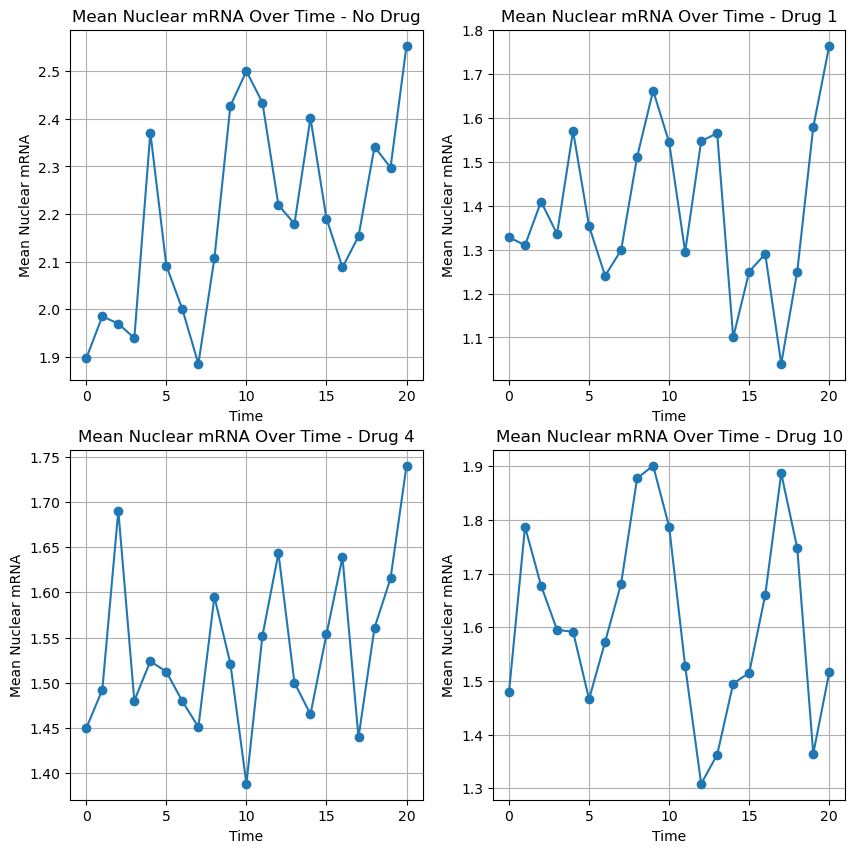 Mean Nuclear mRNA Over Time - No Drug
Mean Nuclear mRNA
2.5
2.4
2.3
2.2
2.1
2.0
1.9
0 5 10 15 20
Time
Mean Nuclear mRNA Over Time - Drug 1
Mean Nuclear mRNA
1.8
1.7
1.6
1.5
1.4
1.3
1.2
1.1
0 5 10 15 20
Time
Mean Nuclear mRNA Over Time - Drug 4
Mean Nuclear mRNA
1.75
1.70
1.65
1.60
1.55
1.50
1.45
1.40
0 5 10 15 20
Time
Mean Nuclear mRNA Over Time - Drug 10
Mean Nuclear mRNA
1.9
1.8
1.7
1.6
1.5
1.4
1.3
0 5 10 15 20
Time